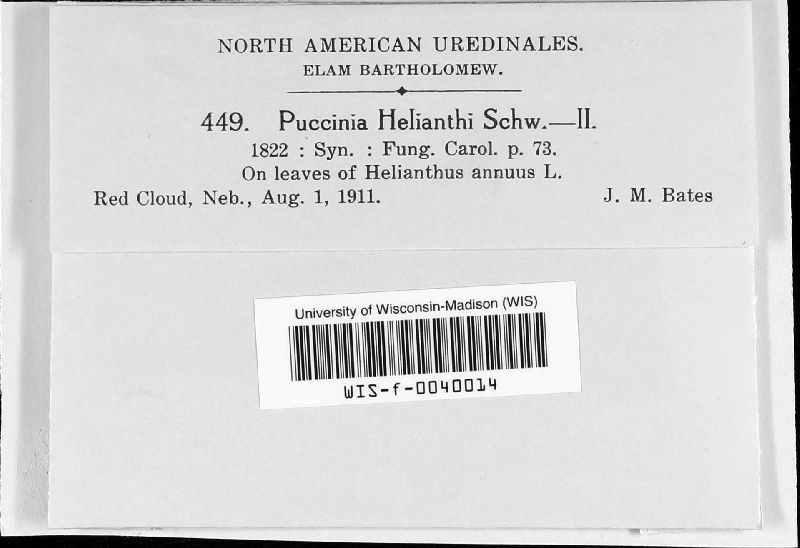 NORTH AMERICAN UREDINALES.
ELAM BARTHOLOMEW.
449. Puccinia Helianthi Schw.—II.
1822 : Syn. : Fung. Carol. p. 73.
On leaves of Helianthus annuus L.
Red Cloud, Neb., Aug. 1, 1911. J. M. Bates
University of Wisconsin-Madison (WIS)
WIS-f-0040014